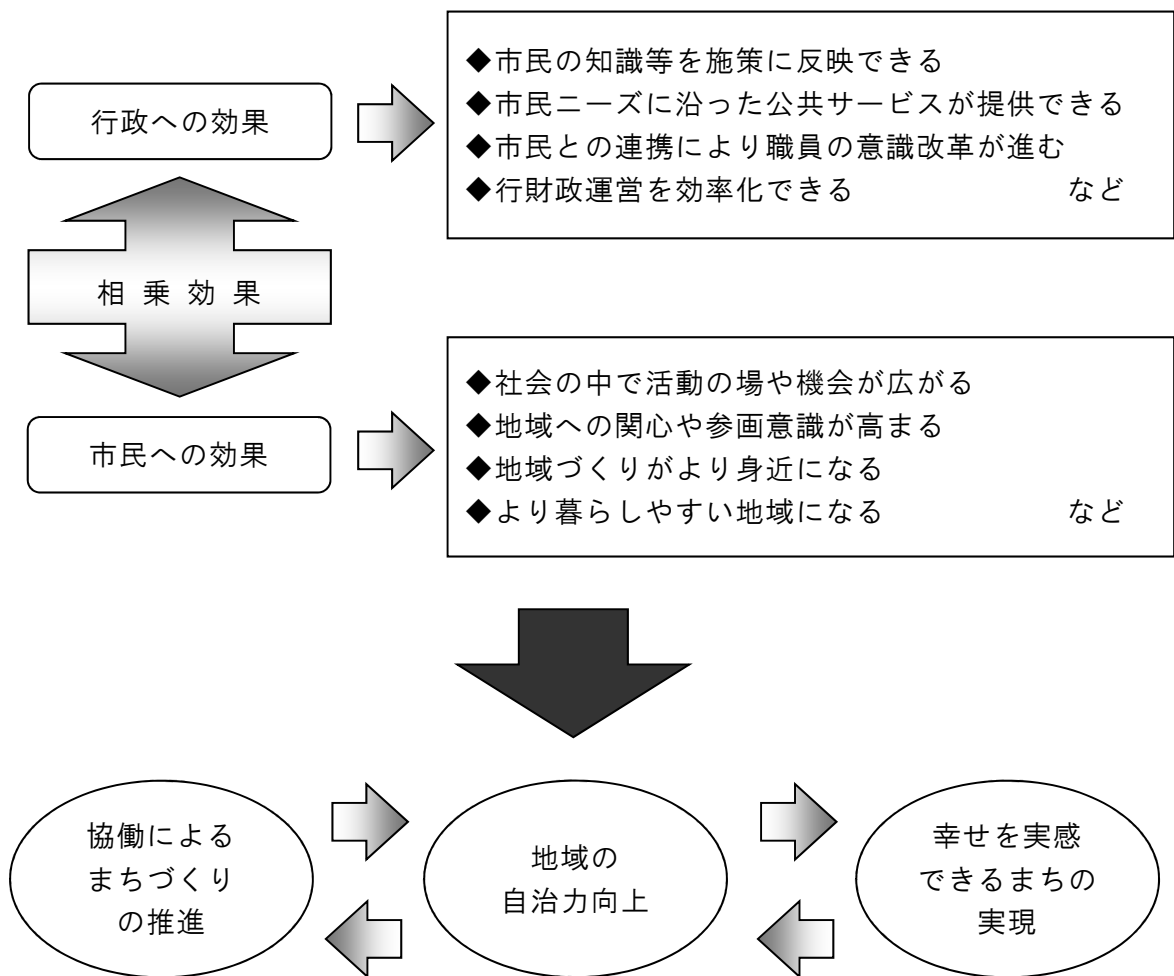 行政への効果
◆市民の知識等を施策に反映できる
◆市民ニーズに沿った公共サービスが提供できる
◆市民との連携により職員の意識改革が進む
◆行財政運営を効率化できる など
相乗効果
市民への効果
◆社会の中で活動の場や機会が広がる
◆地域への関心や参画意識が高まる
◆地域づくりがより身近になる
◆より暮らしやすい地域になる など
協働による
まちづくり
の推進
地域の
自治力向上
幸せを実感
できるまちの
実現